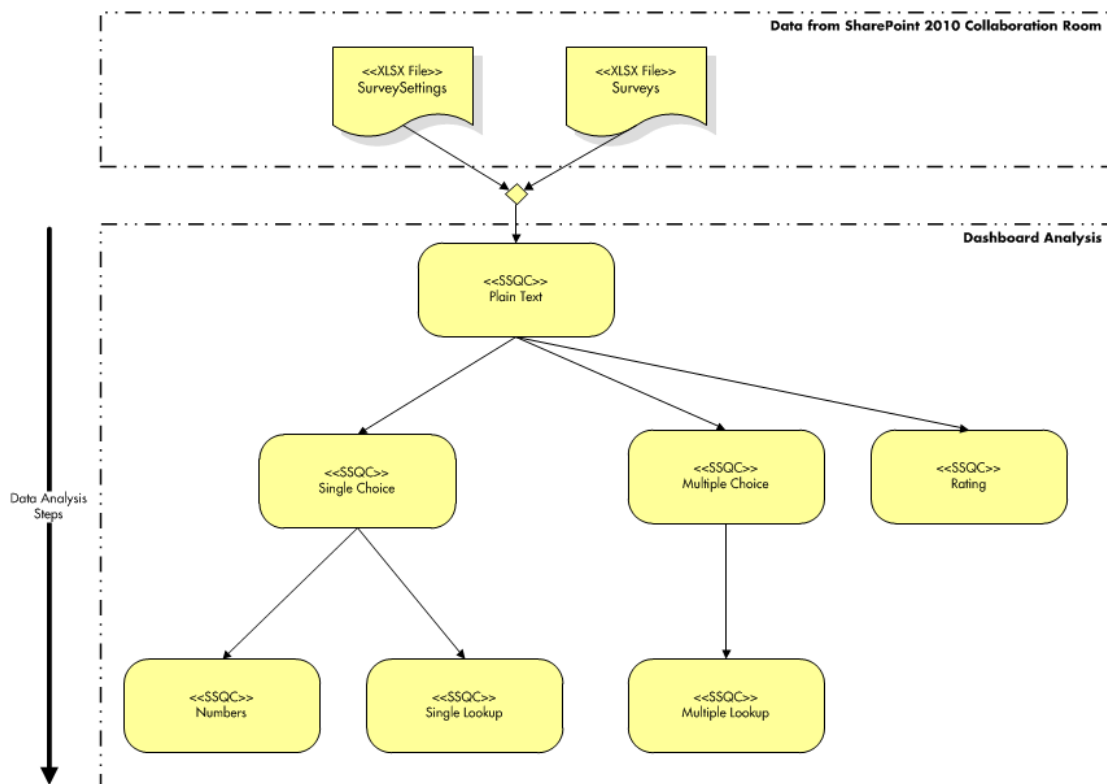 Data from SharePoint 2010 Collaboration Room
<<XLSX File>>
SurveySettings
<<XLSX File>>
Surveys
Dashboard Analysis
<<SSQC>>
Plain Text
<<SSQC>>
Single Choice
<<SSQC>>
Multiple Choice
<<SSQC>>
Rating
Data Analysis
Steps
<<SSQC>>
Numbers
<<SSQC>>
Single Lookup
<<SSQC>>
Multiple Lookup